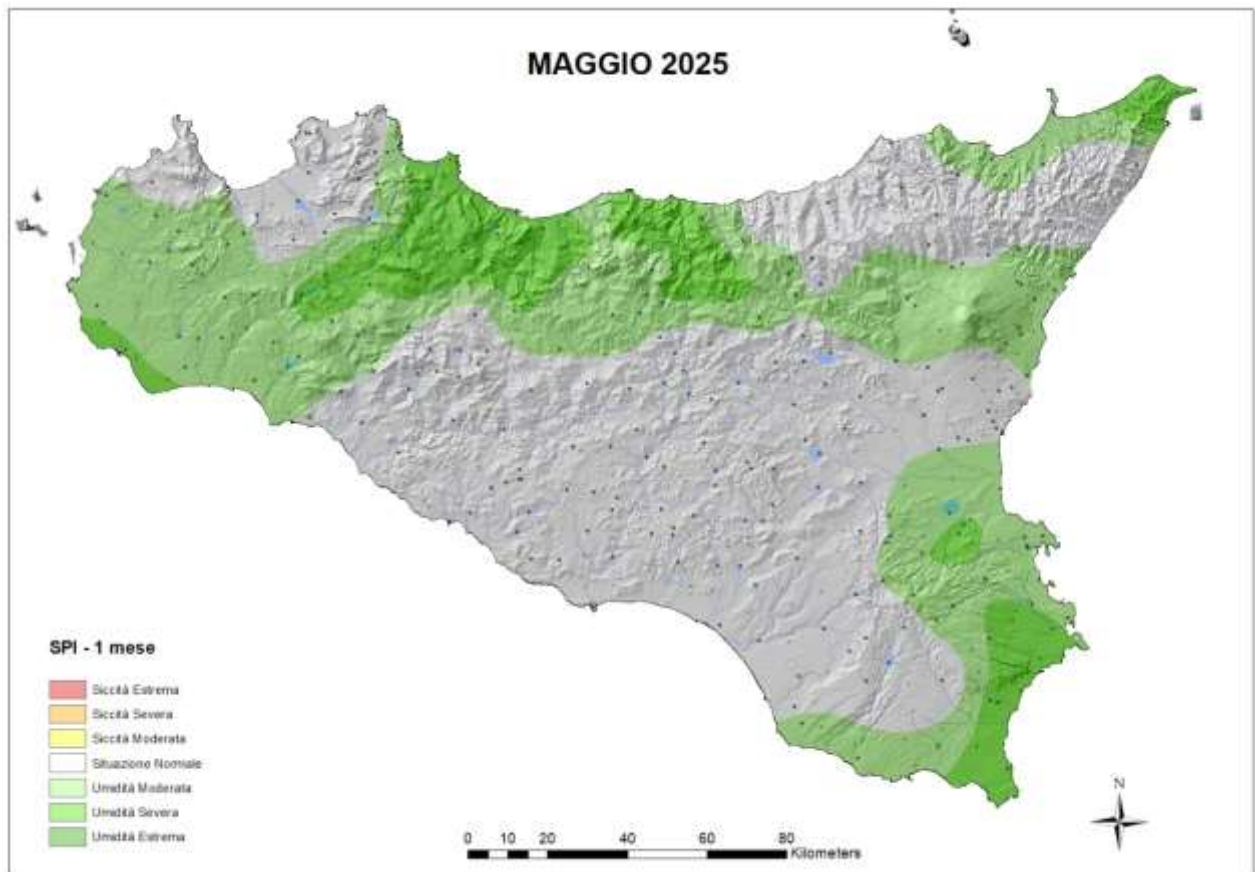 MAGGIO 2025
SPI - 1 mese
Siccità Estrema
Siccità Severa
Siccità Moderata
Situazione Normale
Umidità Moderata
Umidità Severa
Umidità Estrema
N
0 10 20 40 60 80
Kilometers